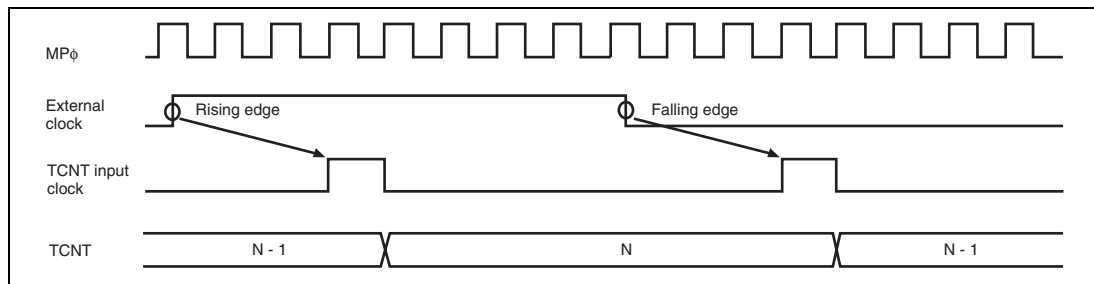 MPφ
External
clock
Rising edge
Falling edge
TCNT input
clock
TCNT
N - 1
N
N - 1